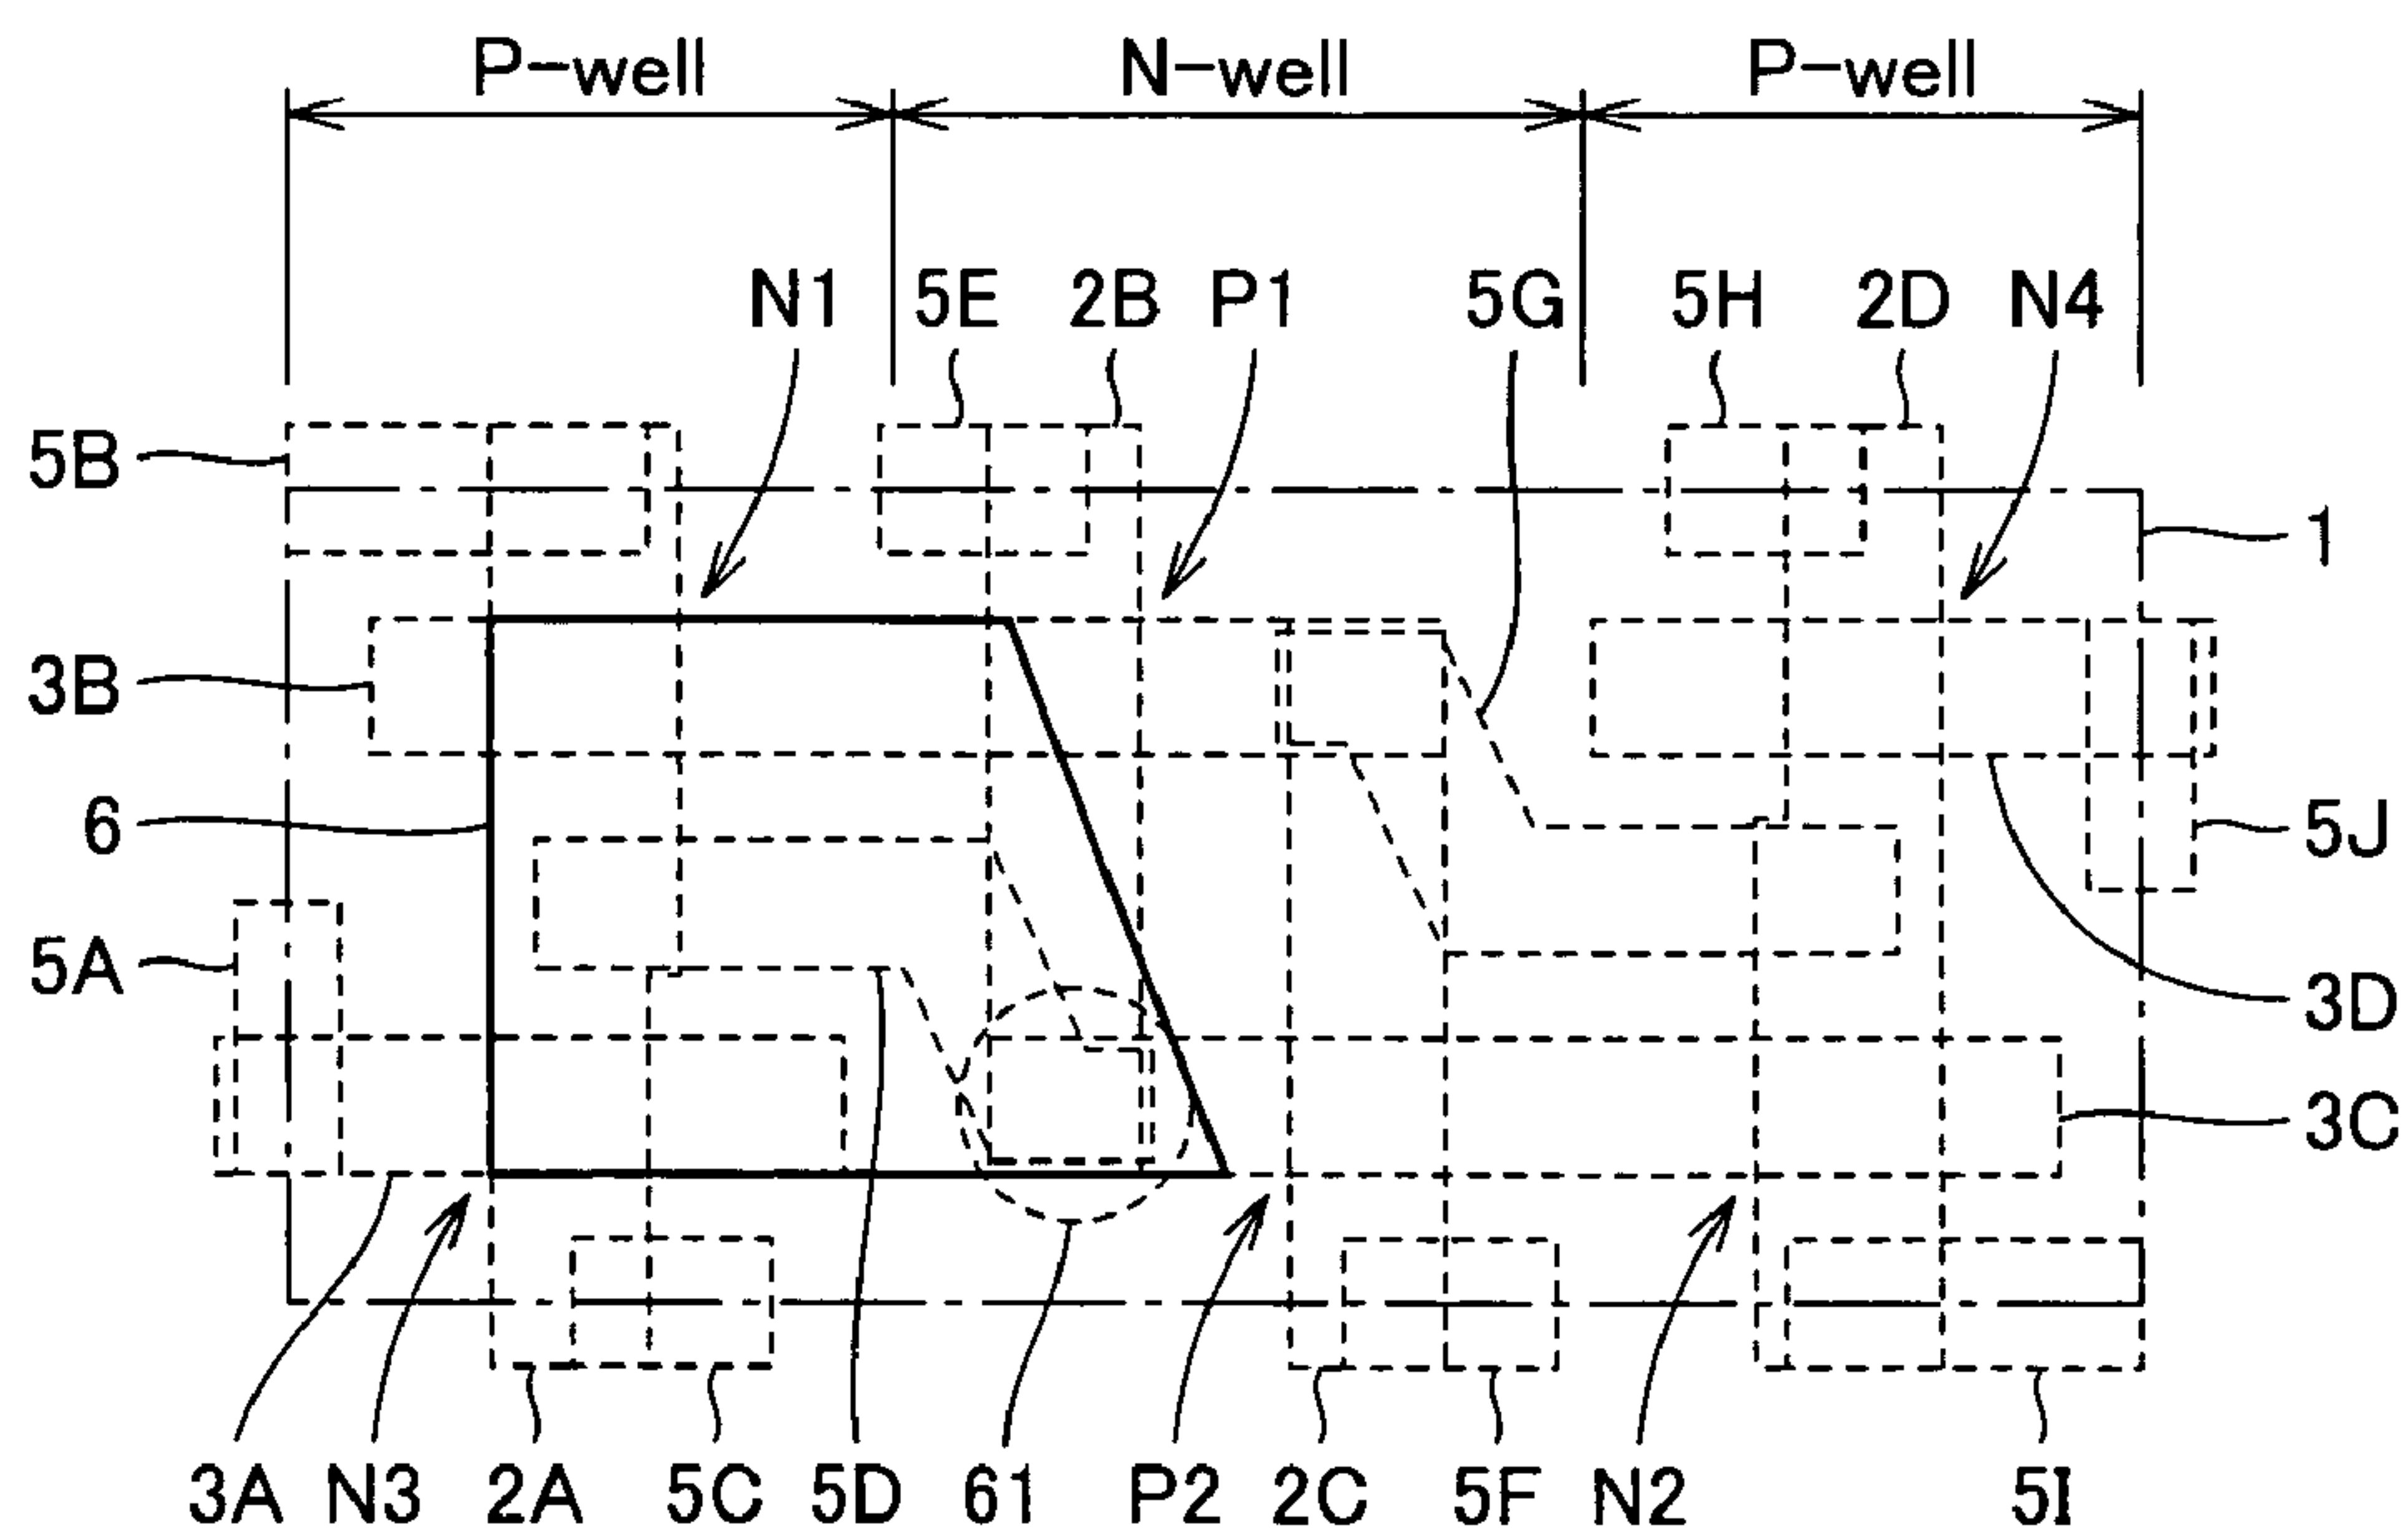 P-well N-well P-well
N1 5E 2B P1 5G 5H 2D N4
5B
1
3B
6
5J
5A
3D
3C
3A N3 2A 5C 5D 61 P2 2C 5F N2 5I